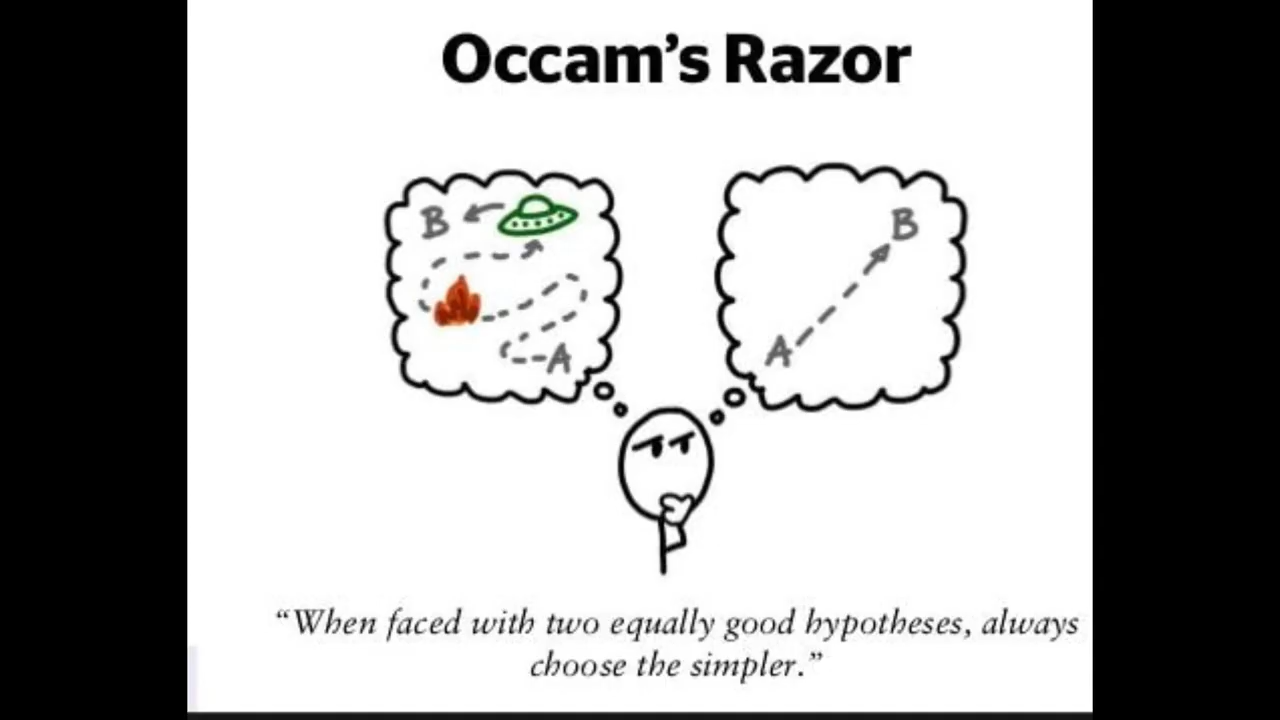 Occam’s Razor
B
A
B
A
“When faced with two equally good hypotheses, always
choose the simpler.”